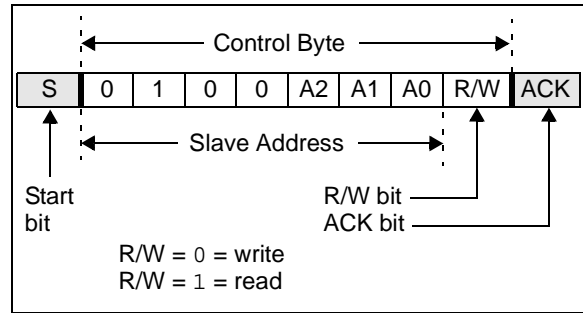 Control Byte
S 0 1 0 0 A2 A1 A0 R/W ACK
Slave Address
Start
bit
R/W bit
ACK bit
R/W = 0 = write
R/W = 1 = read